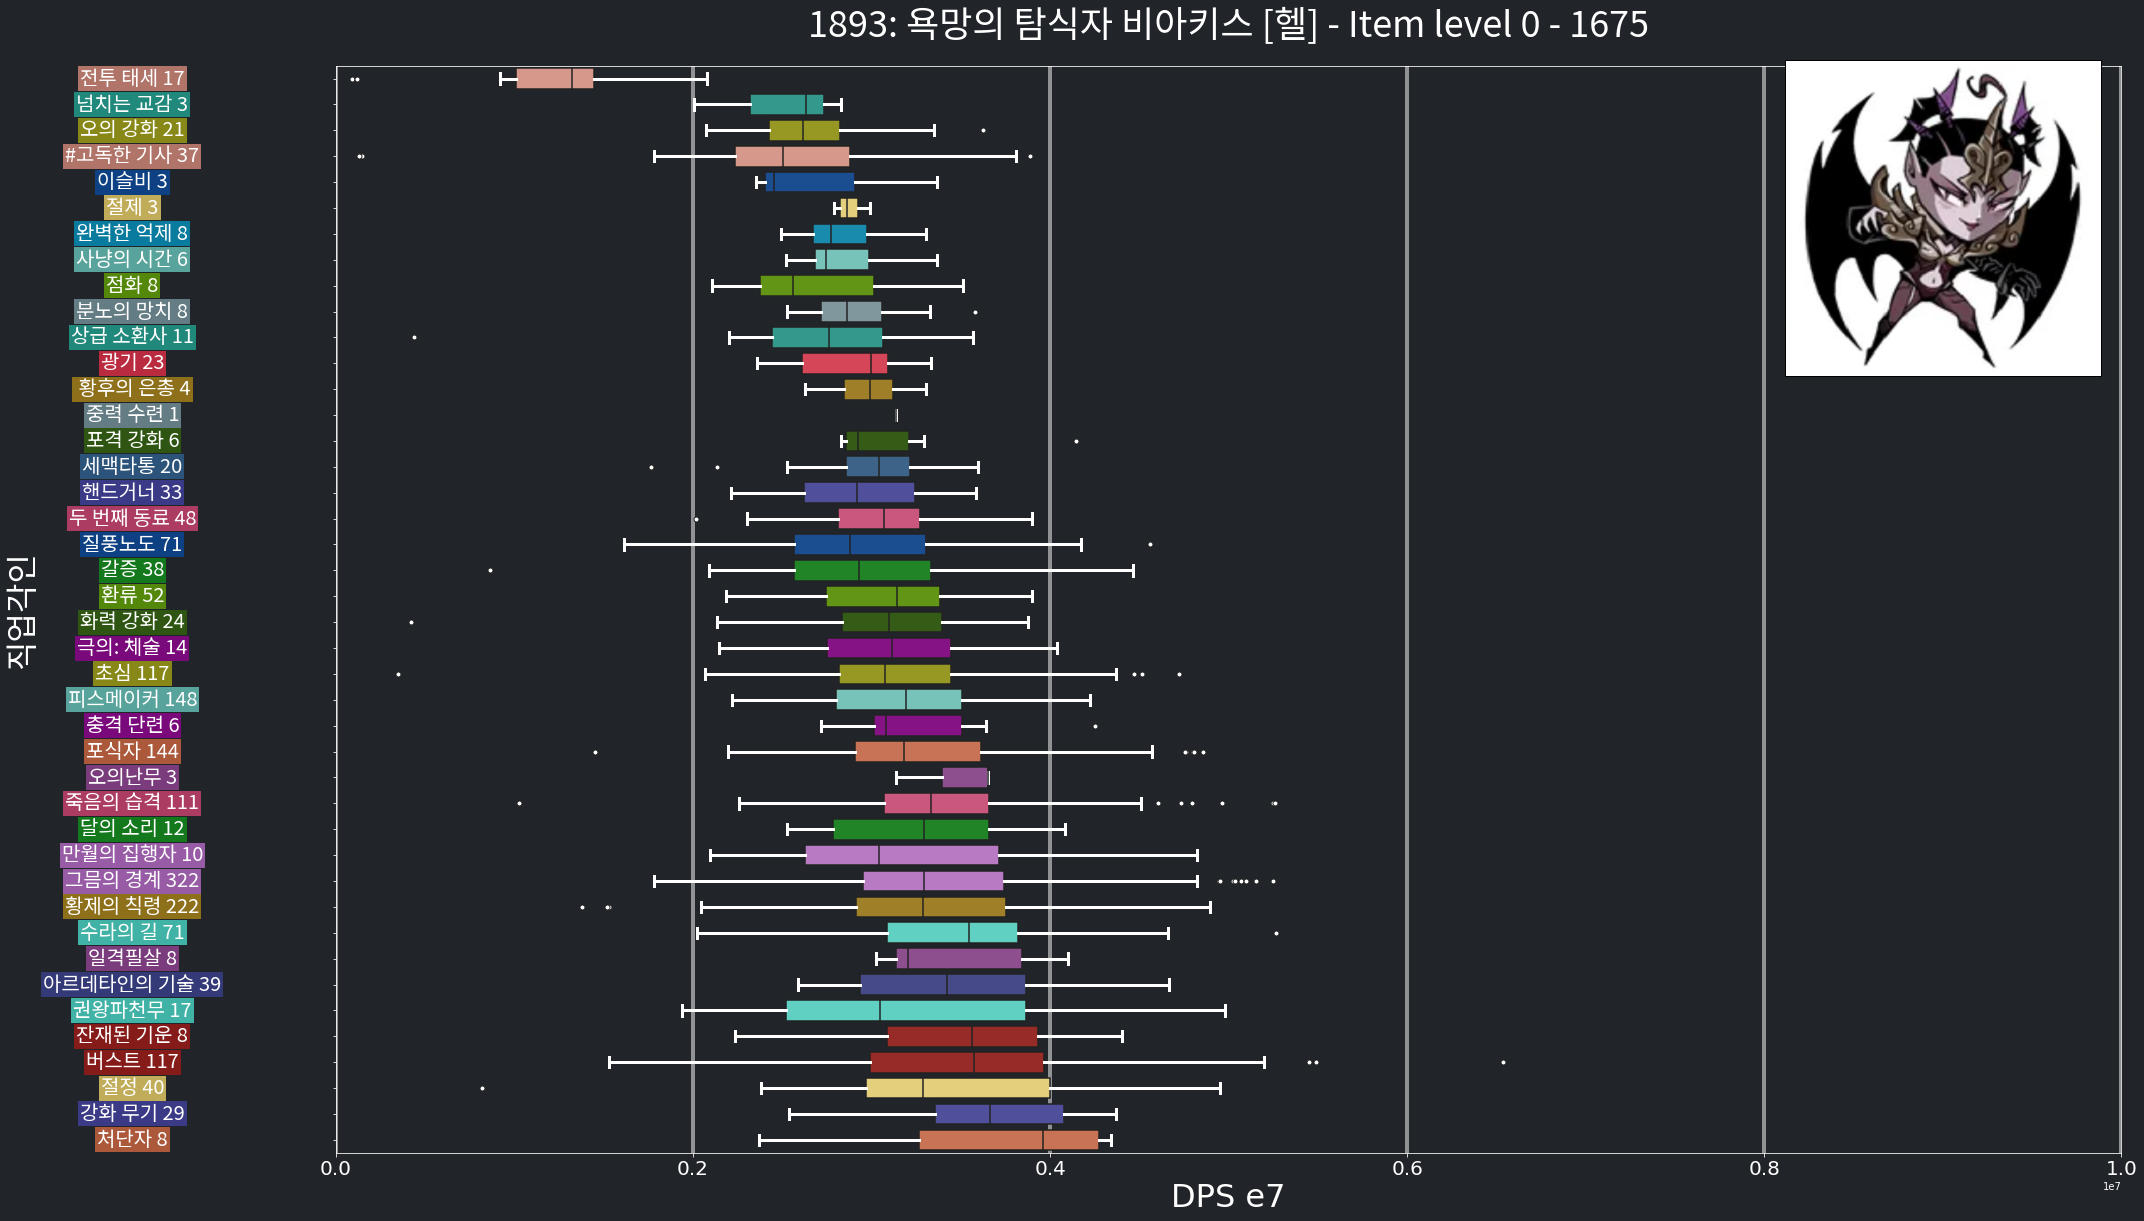 1893: 욕망의 탐식자 비아키스 [헬] - Item level 0 - 1675
전투 태세 17
넘치는 교감 3
오의 강화 21
#고독한 기사 37
이슬비 3
절제 3
완벽한 억제 8
사냥의 시간 6
점화 8
분노의 망치 8
상급 소환사 11
광기 23
황후의 은총 4
중력 수련 1
포격 강화 6
세맥타통 20
핸드거너 33
두 번째 동료 48
질풍노도 71
갈증 38
환류 52
화력 강화 24
극의: 체술 14
초심 117
피스메이커 148
충격 단련 6
포식자 144
오의난무 3
죽음의 습격 111
달의 소리 12
만월의 집행자 10
그믐의 경계 322
황제의 칙령 222
수라의 길 71
일격필살 8
아르데타인의 기술 39
권왕파천무 17
잔재된 기운 8
버스트 117
절정 40
강화 무기 29
처단자 8
직업각인
0.0 0.2 0.4 0.6 0.8 1.0
1e7
DPS e7